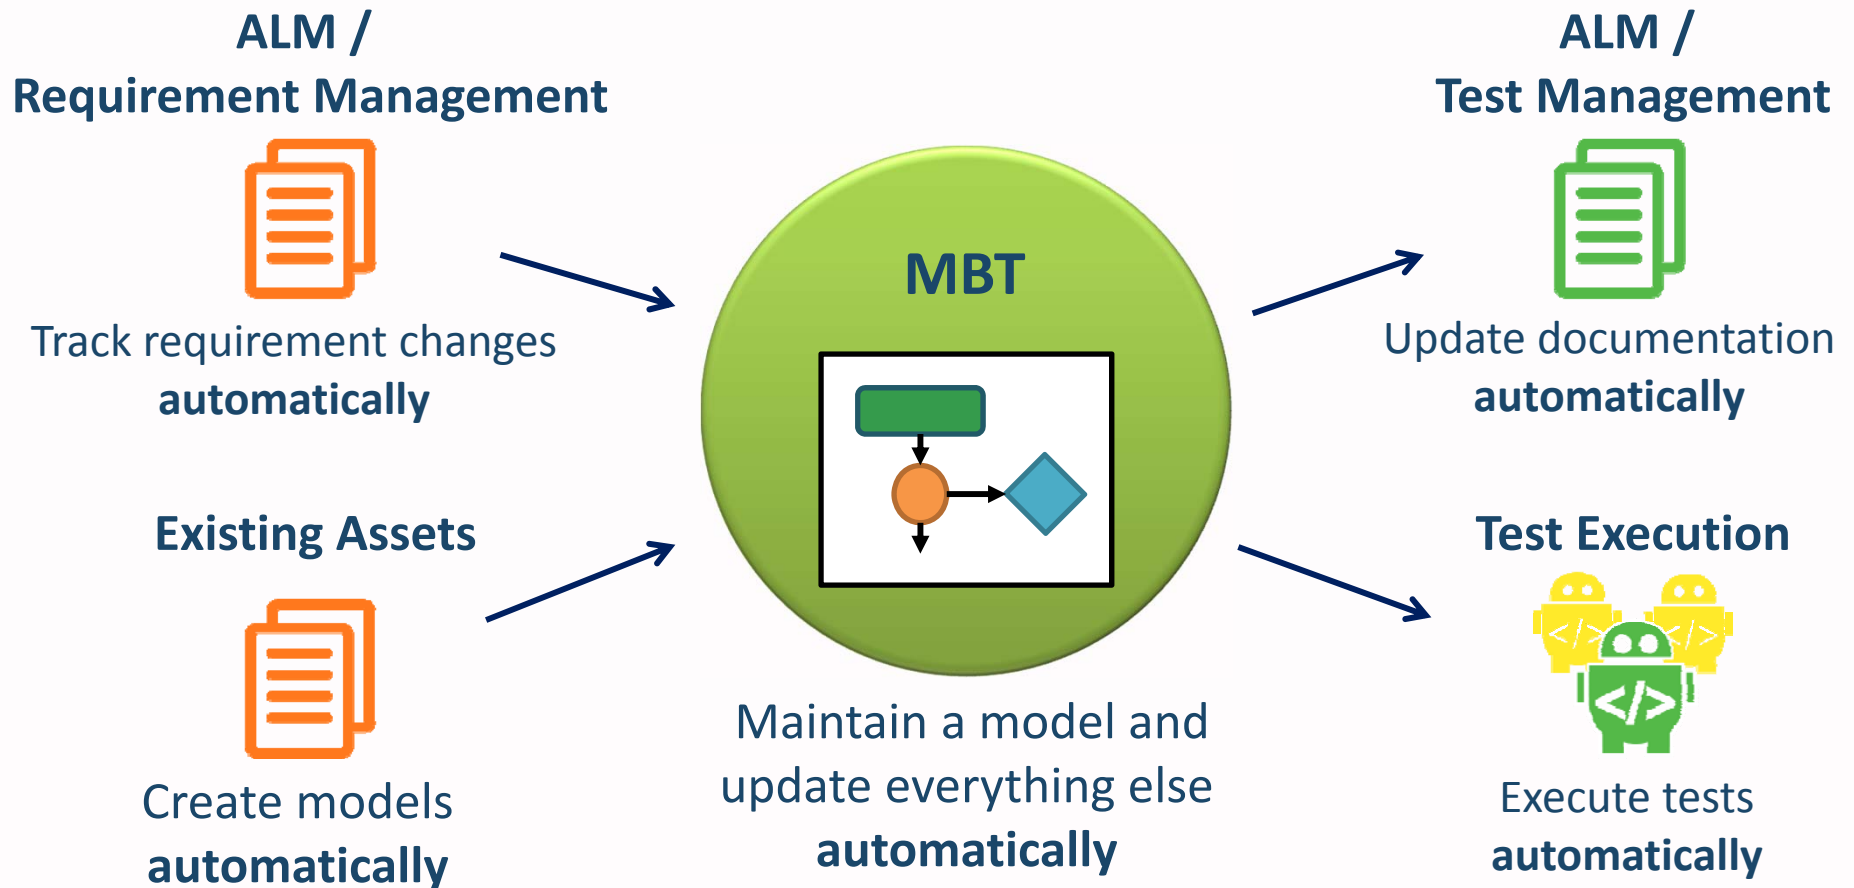 ALM /
Requirement Management
Track requirement changes
automatically
Existing Assets
Create models
automatically
MBT
Maintain a model and
update everything else
automatically
ALM /
Test Management
Update documentation
automatically
Test Execution
</>
</>
</>
Execute tests
automatically